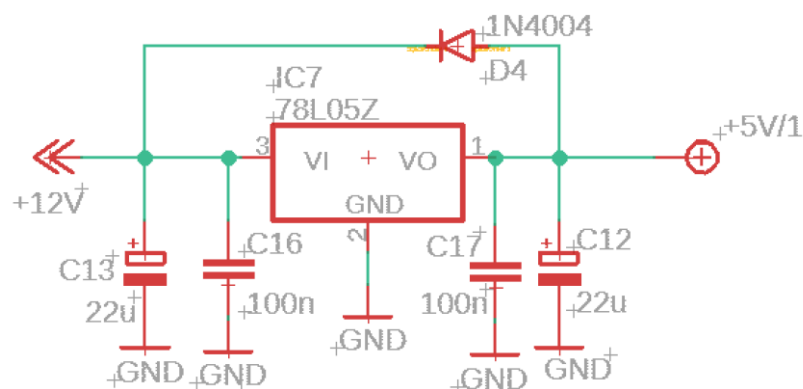 1N4004
D4
IC7
78L05Z
+5V/1
3
VI
VO
1
+12V
GND
2
C13
22u
C16
100n
C17
100n
C12
22u
GND
GND
GND
GND
GND